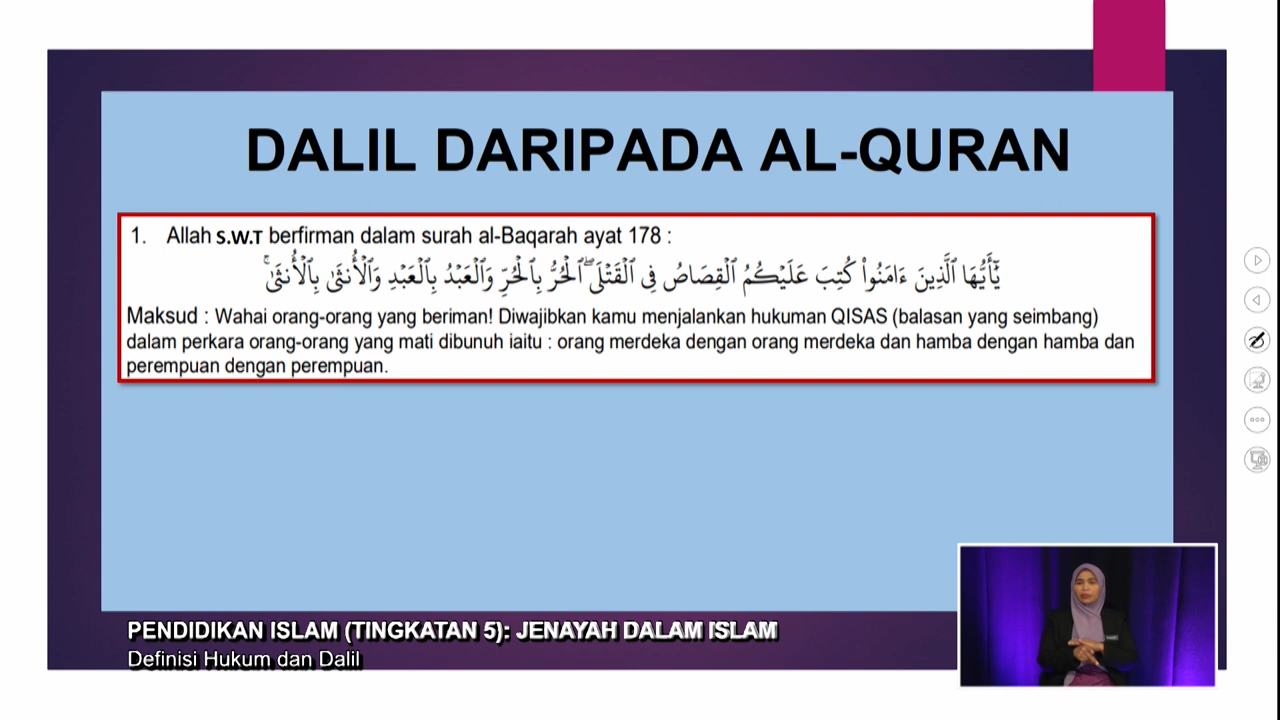 DALIL DARIPADA AL-QURAN
1. Allah S.W.T berfirman dalam surah al-Baqarah ayat 178 :
يَٰٓأَيُّهَا ٱلَّذِينَ ءَامَنُوا۟ كُتِبَ عَلَيْكُمُ ٱلْقِصَاصُ فِى ٱلْقَتْلَى ۖ ٱلْحُرُّ بِٱلْحُرِّ وَٱلْعَبْدُ بِٱلْعَبْدِ وَٱلْأُنثَىٰ بِٱلْأُنثَىٰ ۚ
Maksud : Wahai orang-orang yang beriman! Diwajibkan kamu menjalankan hukuman QISAS (balasan yang seimbang)
dalam perkara orang-orang yang mati dibunuh iaitu : orang merdeka dengan orang merdeka dan hamba dengan hamba dan
perempuan dengan perempuan.
PENDIDIKAN ISLAM (TINGKATAN 5): JENAYAH DALAM ISLAM
Definisi Hukum dan Dalil